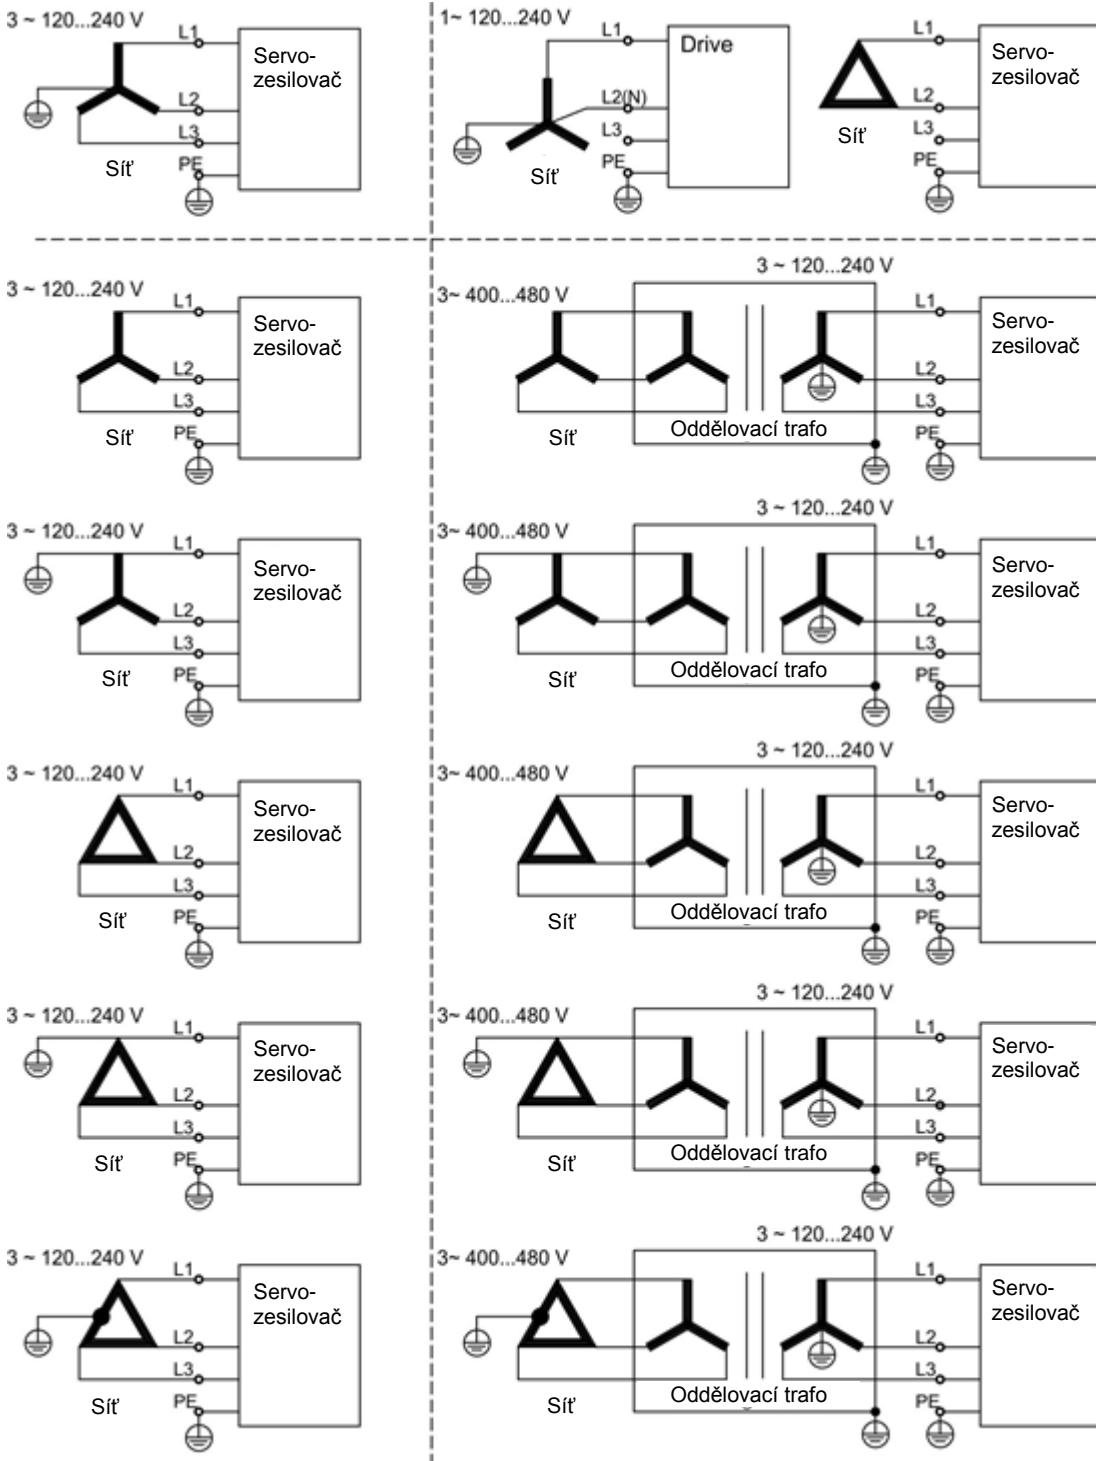 3 ~ 120...240 V
L1
Servo-
zesilovač
L2
L3
Síť
PE
1~ 120...240 V
L1
Drive
L2(N)
L3
PE
Síť
L1
Servo-
zesilovač
L2
Síť
L3
PE
3 ~ 120...240 V
L1
Servo-
zesilovač
L2
L3
Síť
PE
3 ~ 120...240 V
3~ 400...480 V
L1
Servo-
zesilovač
L2
L3
Síť
Oddělovací trafo
PE
3 ~ 120...240 V
L1
Servo-
zesilovač
L2
L3
Síť
PE
3 ~ 120...240 V
3~ 400...480 V
L1
Servo-
zesilovač
L2
L3
Síť
Oddělovací trafo
PE
3 ~ 120...240 V
L1
Servo-
zesilovač
L2
L3
Síť
PE
3 ~ 120...240 V
3~ 400...480 V
L1
Servo-
zesilovač
L2
L3
Síť
Oddělovací trafo
PE
3 ~ 120...240 V
L1
Servo-
zesilovač
L2
L3
Síť
PE
3 ~ 120...240 V
3~ 400...480 V
L1
Servo-
zesilovač
L2
L3
Síť
Oddělovací trafo
PE
3 ~ 120...240 V
L1
Servo-
zesilovač
L2
L3
Síť
PE
3 ~ 120...240 V
3~ 400...480 V
L1
Servo-
zesilovač
L2
L3
Síť
Oddělovací trafo
PE